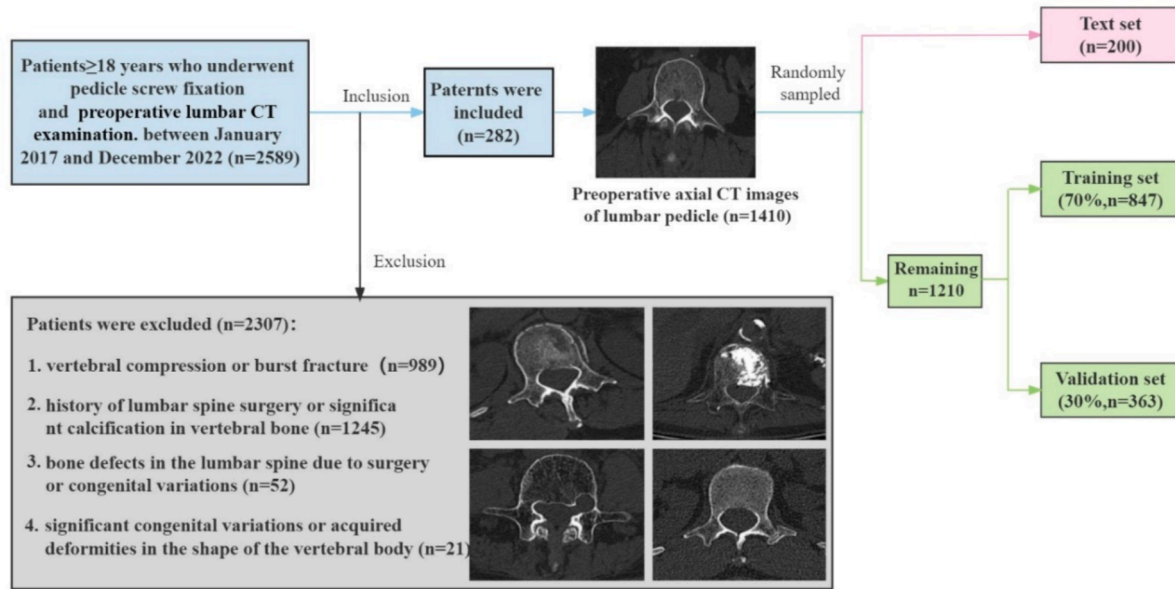 Patients≥18 years who underwent
pedicle screw fixation
and preoperative lumbar CT
examination. between January
2017 and December 2022 (n=2589)
Inclusion
Paternts were
included
(n=282)
Preoperative axial CT images
of lumbar pedicle (n=1410)
Randomly
sampled
Text set
(n=200)
Training set
(70%,n=847)
Remaining
n=1210
Validation set
(30%,n=363)
Exclusion
Patients were excluded (n=2307):
1. vertebral compression or burst fracture (n=989)
2. history of lumbar spine surgery or significa
nt calcification in vertebral bone (n=1245)
3. bone defects in the lumbar spine due to surgery
or congenital variations (n=52)
4. significant congenital variations or acquired
deformities in the shape of the vertebral body (n=21)